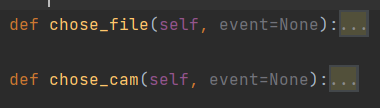 def chose_file(self, event=None):...
def chose_cam(self, event=None):...